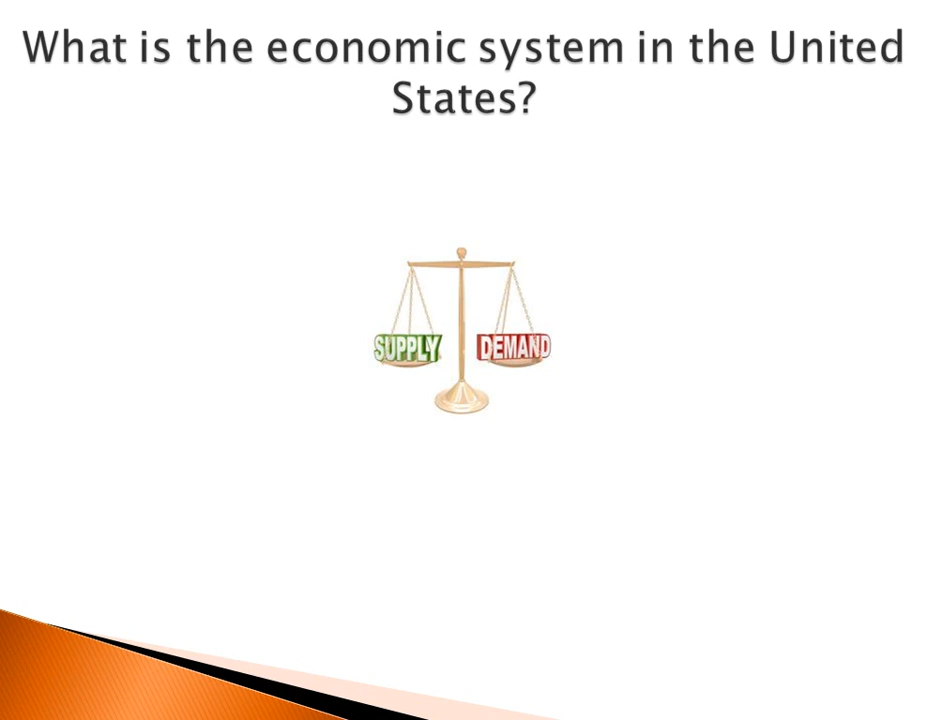 What is the economic system in the United
States?
SUPPLY DEMAND